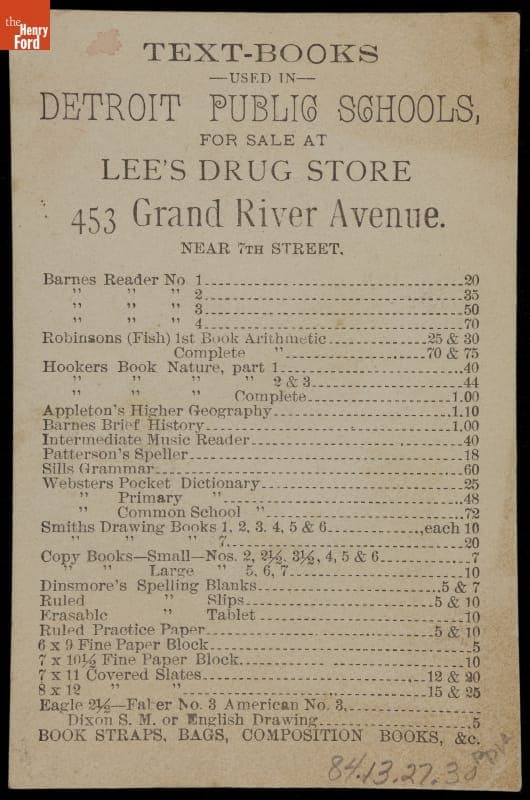 the
Henry
Ford
TEXT-BOOKS
—USED IN—
DETROIT PUBLIC SCHOOLS,
FOR SALE AT
LEE'S DRUG STORE
453 Grand River Avenue.
NEAR 7TH STREET.
Barnes Reader No 1 20
" " " 2 35
" " " 3 50
" " " 4 70
Robinsons (Fish) 1st Book Arithmetic 25 & 30
Complete " 70 & 75
Hookers Book Nature, part 1 40
" " " " 2 & 3 44
" " " Complete 1.00
Appleton's Higher Geography 1.10
Barnes Brief History 1.00
Intermediate Music Reader 40
Patterson's Speller 18
Sills Grammar 60
Websters Pocket Dictionary 25
" Primary " 48
" Common School " 72
Smiths Drawing Books 1, 2, 3. 4, 5 & 6 each 10
" " " 7 20
Copy Books—Small—Nos. 2, 2½, 3½, 4, 5 & 6 7
" " Large " 5, 6, 7 10
Dinsmore's Spelling Blanks 5 & 7
Ruled " Slips 5 & 10
Erasable " Tablet 10
Ruled Practice Paper 5 & 10
6 x 9 Fine Paper Block 5
7 x 10½ Fine Paper Block 10
7 x 11 Covered Slates 12 & 20
8 x 12 " " 15 & 25
Eagle 2½—Faber No. 3 American No. 3,
Dixon S. M. or English Drawing 5
BOOK STRAPS, BAGS, COMPOSITION BOOKS, &c.
84.13.27.38